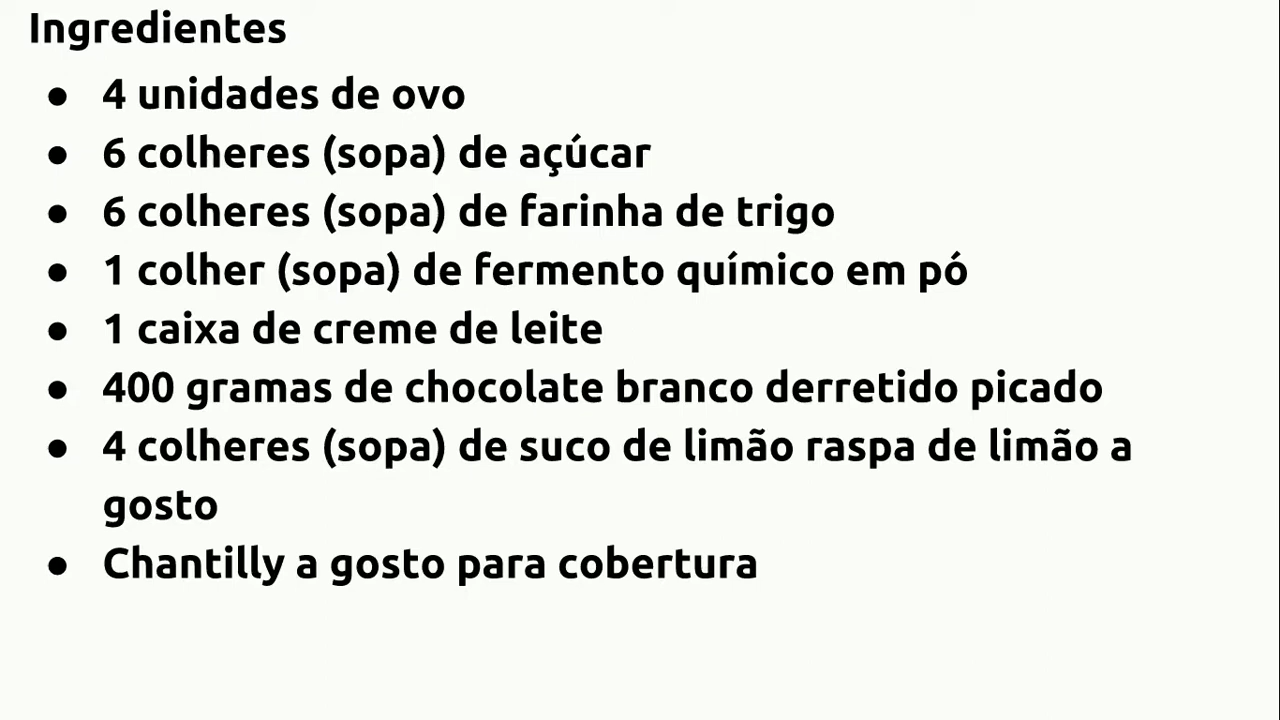 Ingredientes
● 4 unidades de ovo
● 6 colheres (sopa) de açúcar
● 6 colheres (sopa) de farinha de trigo
● 1 colher (sopa) de fermento químico em pó
● 1 caixa de creme de leite
● 400 gramas de chocolate branco derretido picado
● 4 colheres (sopa) de suco de limão raspa de limão a
gosto
● Chantilly a gosto para cobertura